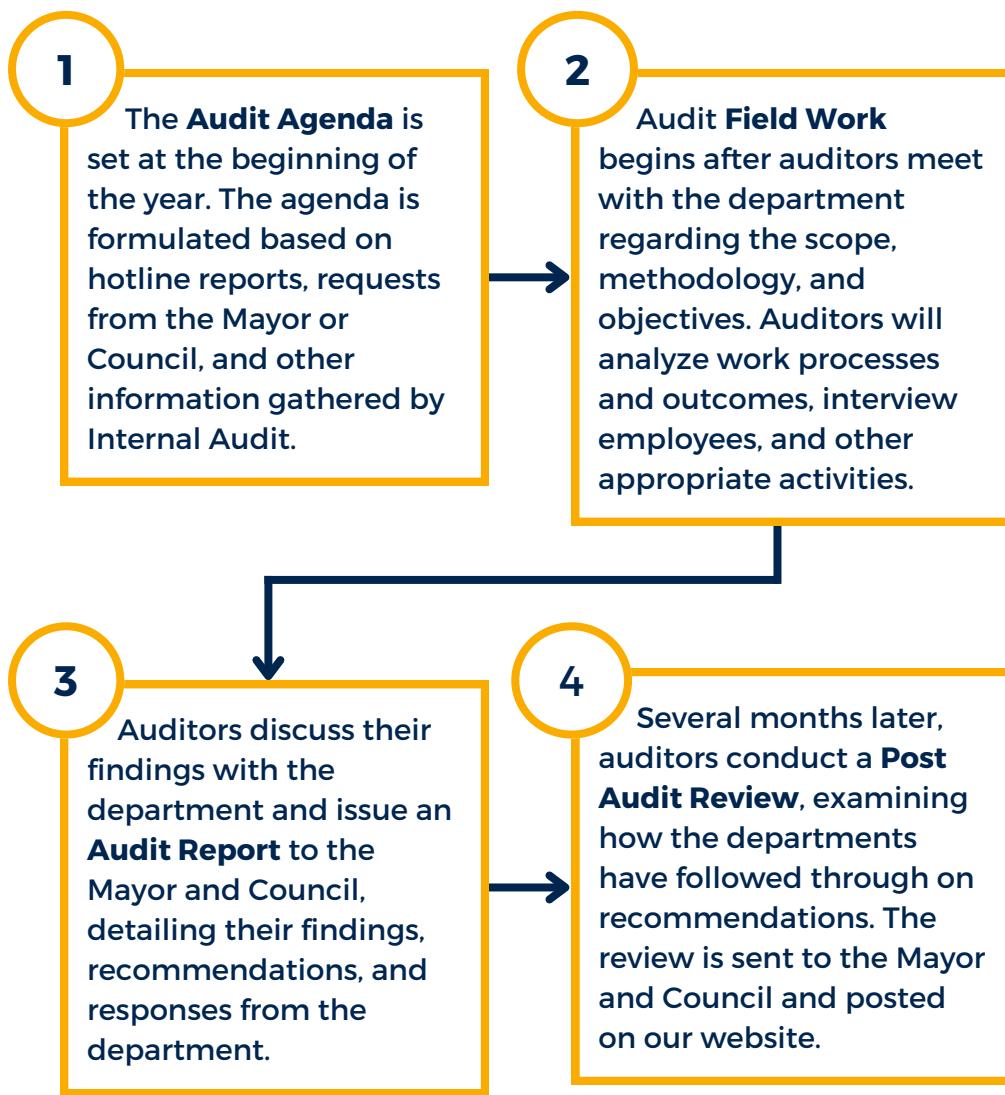 1
The Audit Agenda is
set at the beginning of
the year. The agenda is
formulated based on
hotline reports, requests
from the Mayor or
Council, and other
information gathered by
Internal Audit.
2
Audit Field Work
begins after auditors meet
with the department
regarding the scope,
methodology, and
objectives. Auditors will
analyze work processes
and outcomes, interview
employees, and other
appropriate activities.
3
Auditors discuss their
findings with the
department and issue an
Audit Report to the
Mayor and Council,
detailing their findings,
recommendations, and
responses from the
department.
4
Several months later,
auditors conduct a Post
Audit Review, examining
how the departments
have followed through on
recommendations. The
review is sent to the Mayor
and Council and posted
on our website.